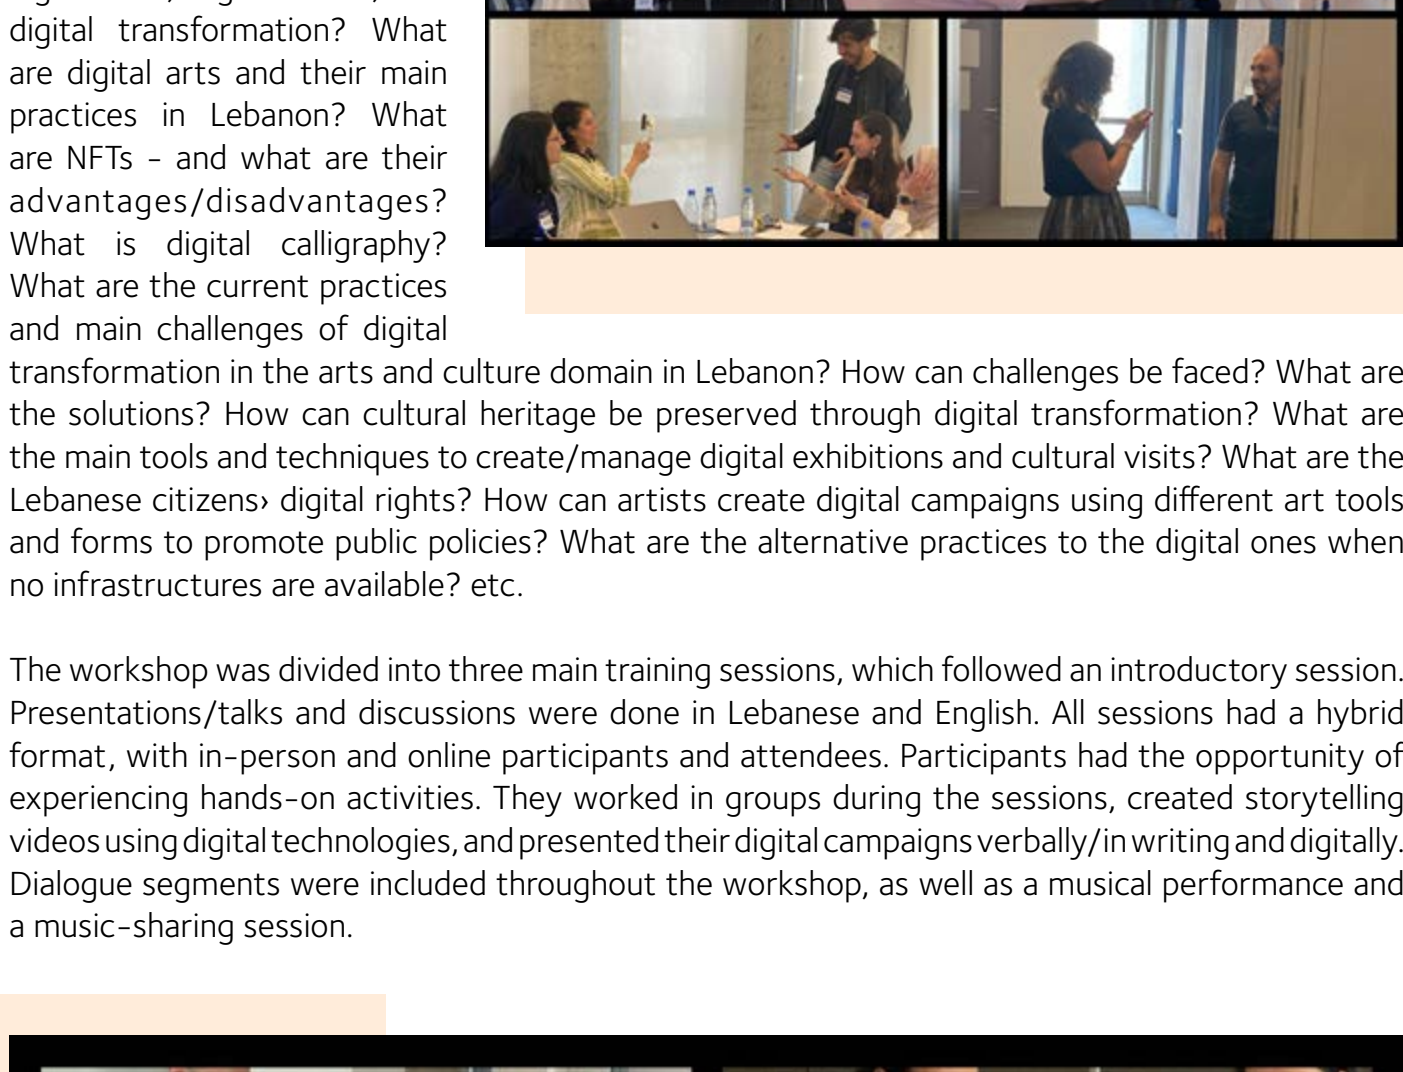 digital transformation? What
are digital arts and their main
practices in Lebanon? What
are NFTs - and what are their
advantages/disadvantages?
What is digital calligraphy?
What are the current practices
and main challenges of digital
transformation in the arts and culture domain in Lebanon? How can challenges be faced? What are
the solutions? How can cultural heritage be preserved through digital transformation? What are
the main tools and techniques to create/manage digital exhibitions and cultural visits? What are the
Lebanese citizens› digital rights? How can artists create digital campaigns using different art tools
and forms to promote public policies? What are the alternative practices to the digital ones when
no infrastructures are available? etc.
The workshop was divided into three main training sessions, which followed an introductory session.
Presentations/talks and discussions were done in Lebanese and English. All sessions had a hybrid
format, with in-person and online participants and attendees. Participants had the opportunity of
experiencing hands-on activities. They worked in groups during the sessions, created storytelling
videos using digital technologies, and presented their digital campaigns verbally/in writing and digitally.
Dialogue segments were included throughout the workshop, as well as a musical performance and
a music-sharing session.